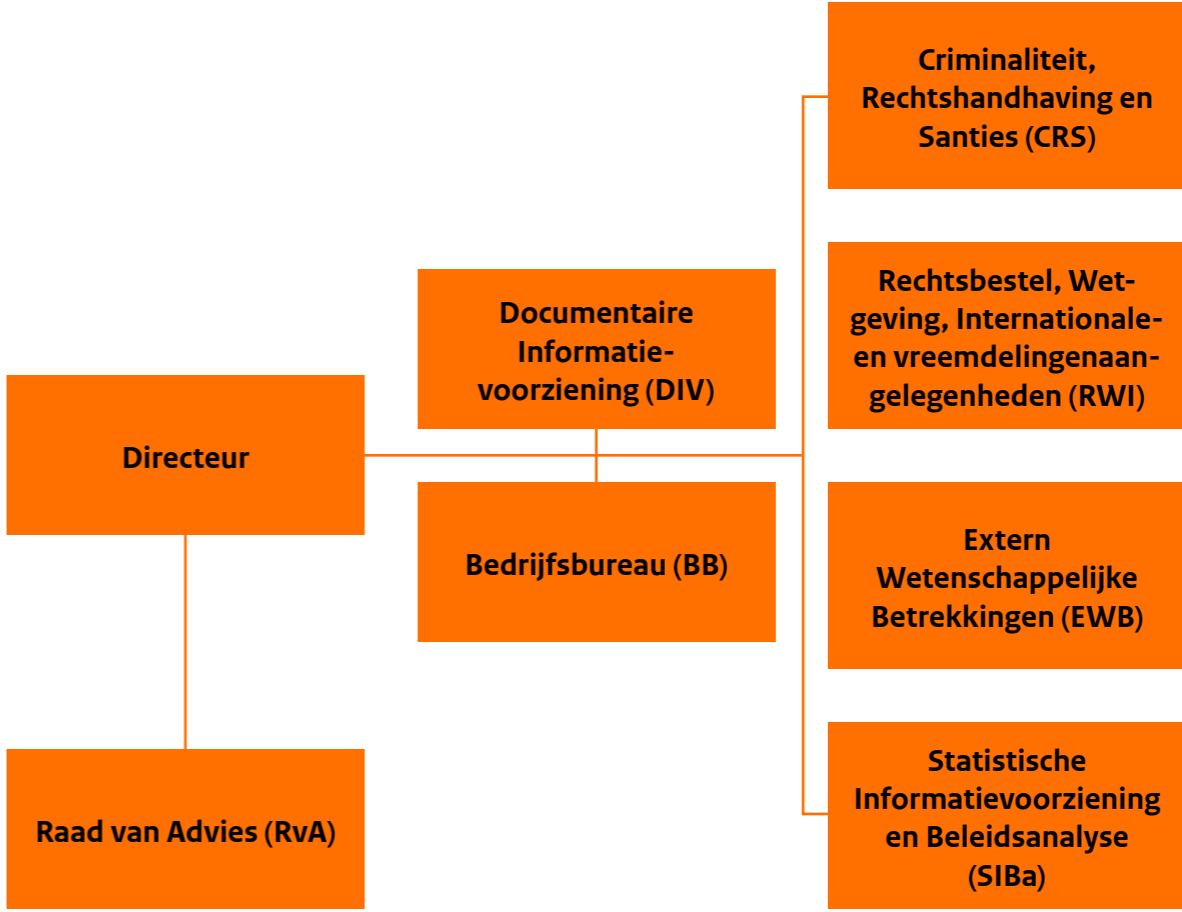 Directeur
Raad van Advies (RvA)
Documentaire
Informatie-
voorziening (DIV)
Bedrijfsbureau (BB)
Criminaliteit,
Rechtshandhaving en
Santies (CRS)
Rechtsbestel, Wet-
geving, Internationale-
en vreemdelingenaan-
gelegenheden (RWI)
Extern
Wetenschappelijke
Betrekkingen (EWB)
Statistische
Informatievoorziening
en Beleidsanalyse
(SIBa)